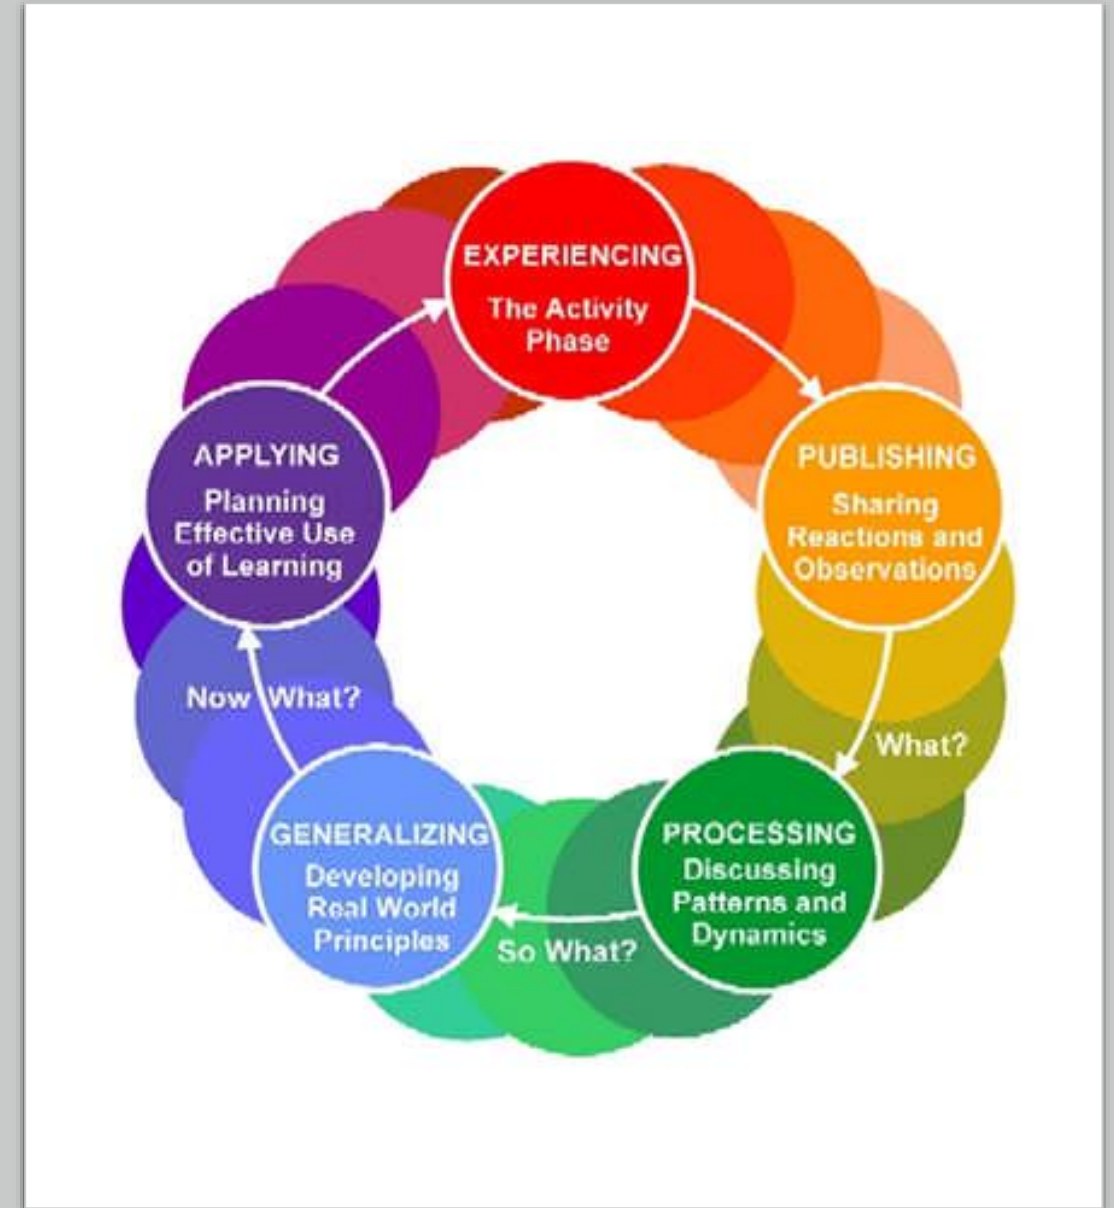 EXPERIENCING
The Activity
Phase
PUBLISHING
Sharing
Reactions and
Observations
What?
PROCESSING
Discussing
Patterns and
Dynamics
So What?
GENERALIZING
Developing
Real World
Principles
Now What?
APPLYING
Planning
Effective Use
of Learning